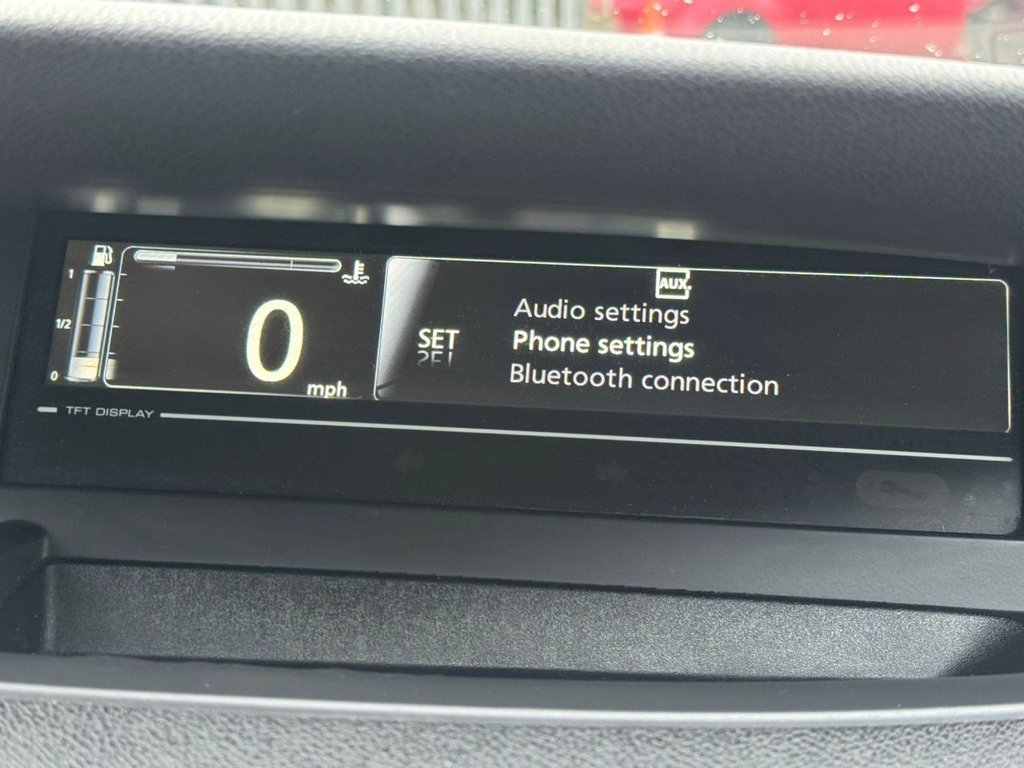 1
1/2
0
0
mph
AUX.
SET
Audio settings
Phone settings
Bluetooth connection
TFT DISPLAY